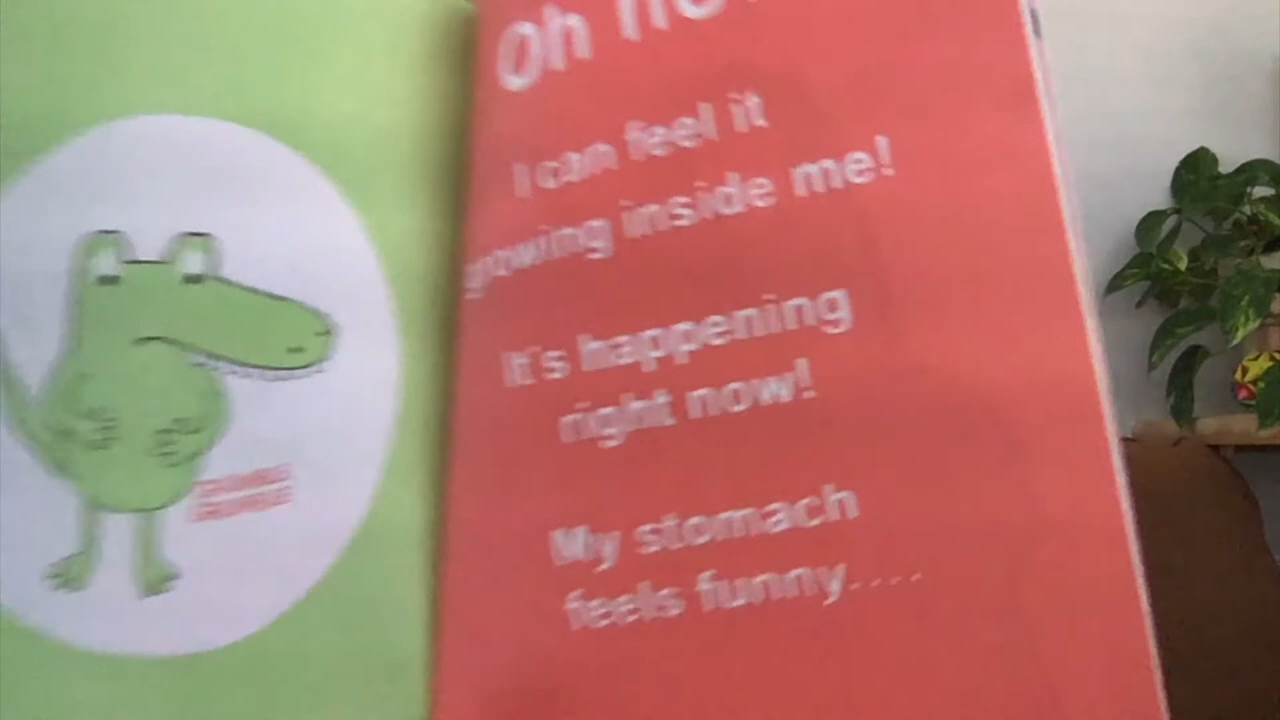 Oh no
I can feel it
growing inside me!
It's happening
right now!
My stomach
feels funny....